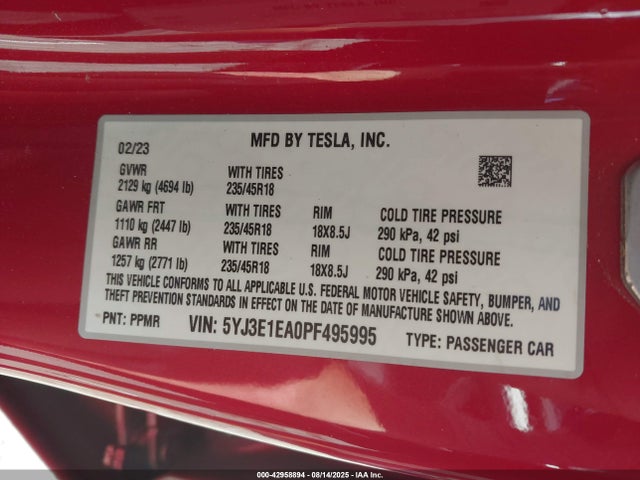 MFD BY TESLA, INC.
02/23
GVWR WITH TIRES
2129 kg (4694 lb) 235/45R18
GAWR FRT WITH TIRES RIM COLD TIRE PRESSURE
1110 kg (2447 lb) 235/45R18 18X8.5J 290 kPa, 42 psi
GAWR RR WITH TIRES RIM COLD TIRE PRESSURE
1257 kg (2771 lb) 235/45R18 18X8.5J 290 kPa, 42 psi
THIS VEHICLE CONFORMS TO ALL APPLICABLE U.S. FEDERAL MOTOR VEHICLE SAFETY, BUMPER, AND
THEFT PREVENTION STANDARDS IN EFFECT ON THE DATE OF MANUFACTURE SHOWN ABOVE.
PNT: PPMR VIN: 5YJ3E1EA0PF495995 TYPE: PASSENGER CAR
000-42958894 - 08/14/2025 - IAA Inc.